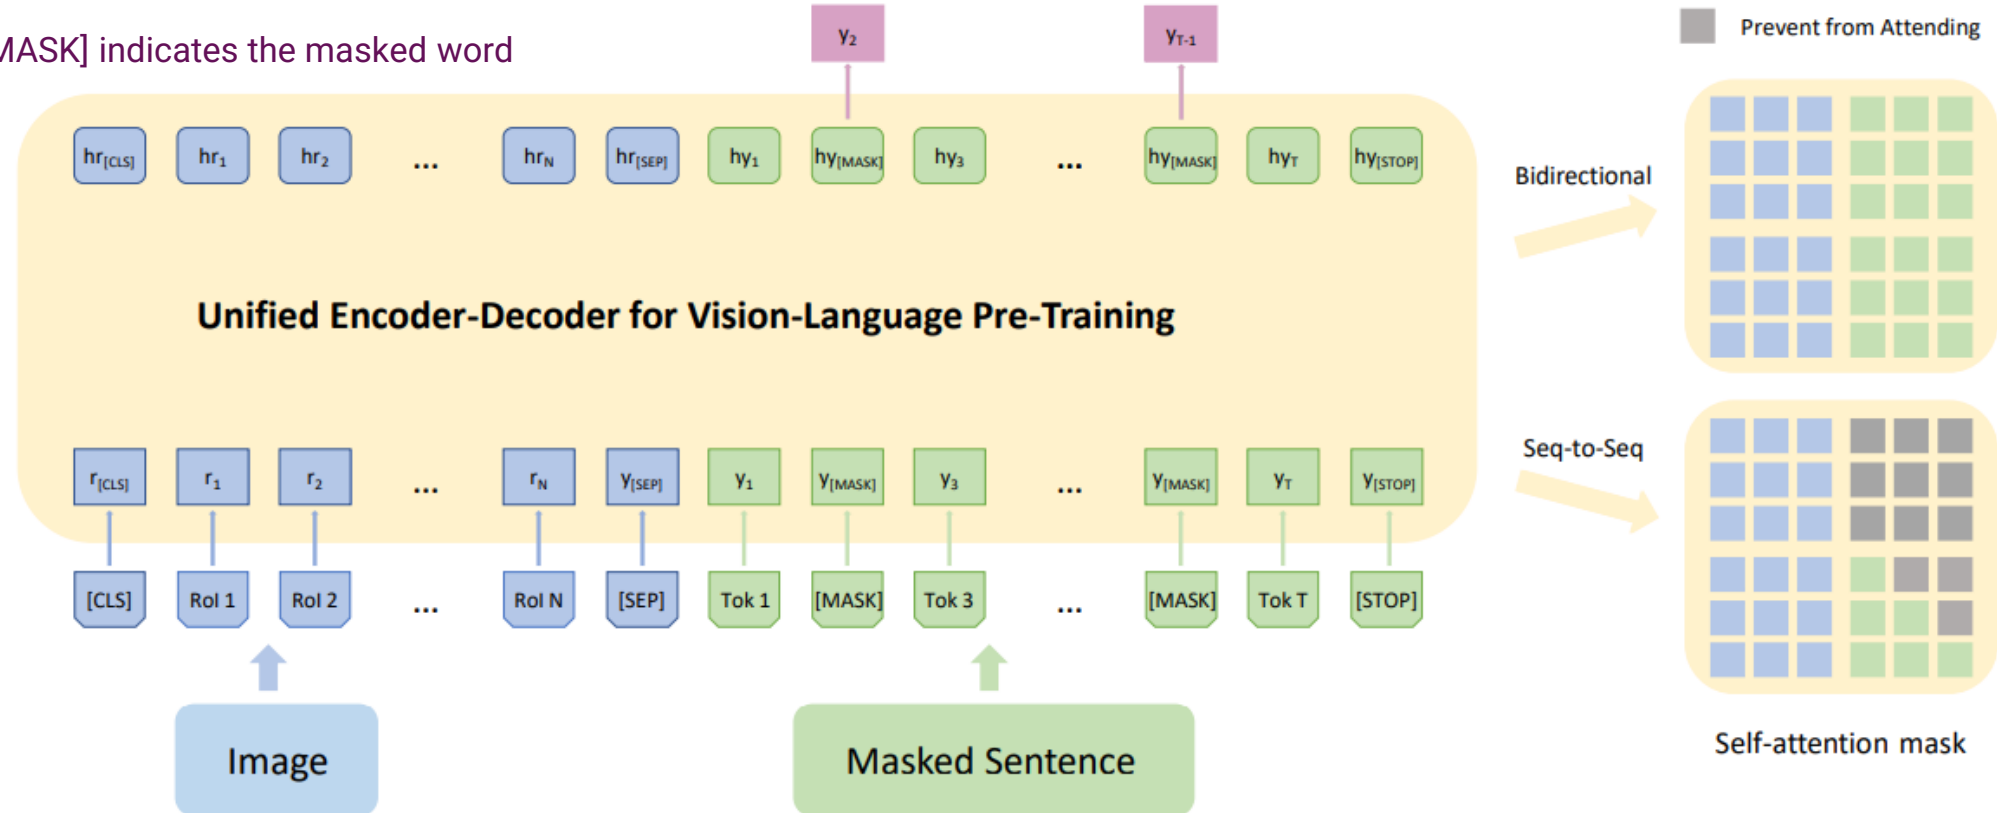 MASK] indicates the masked word
y2 yT-1
Prevent from Attending
hr[CLS] hr1 hr2 ... hrN hr[SEP] hy1 hy[MASK] hy3 ... hy[MASK] hyT hy[STOP]
Bidirectional
Unified Encoder-Decoder for Vision-Language Pre-Training
Seq-to-Seq
r[CLS] r1 r2 ... rN y[SEP] y1 y[MASK] y3 ... y[MASK] yT y[STOP]
[CLS] RoI 1 RoI 2 ... RoI N [SEP] Tok 1 [MASK] Tok 3 ... [MASK] Tok T [STOP]
Self-attention mask
Image Masked Sentence